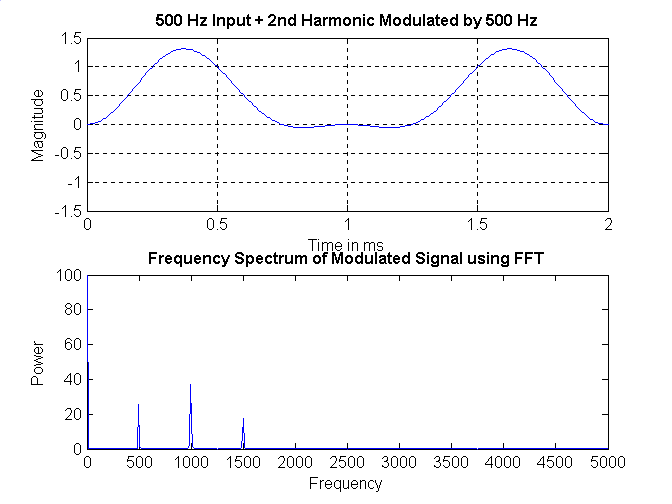 500 Hz Input + 2nd Harmonic Modulated by 500 Hz
1.5
1
0.5
0
-0.5
-1
-1.5
Magnitude
0 0.5 1 1.5 2
Time in ms
Frequency Spectrum of Modulated Signal using FFT
100
80
60
40
20
0
Power
0 500 1000 1500 2000 2500 3000 3500 4000 4500 5000
Frequency